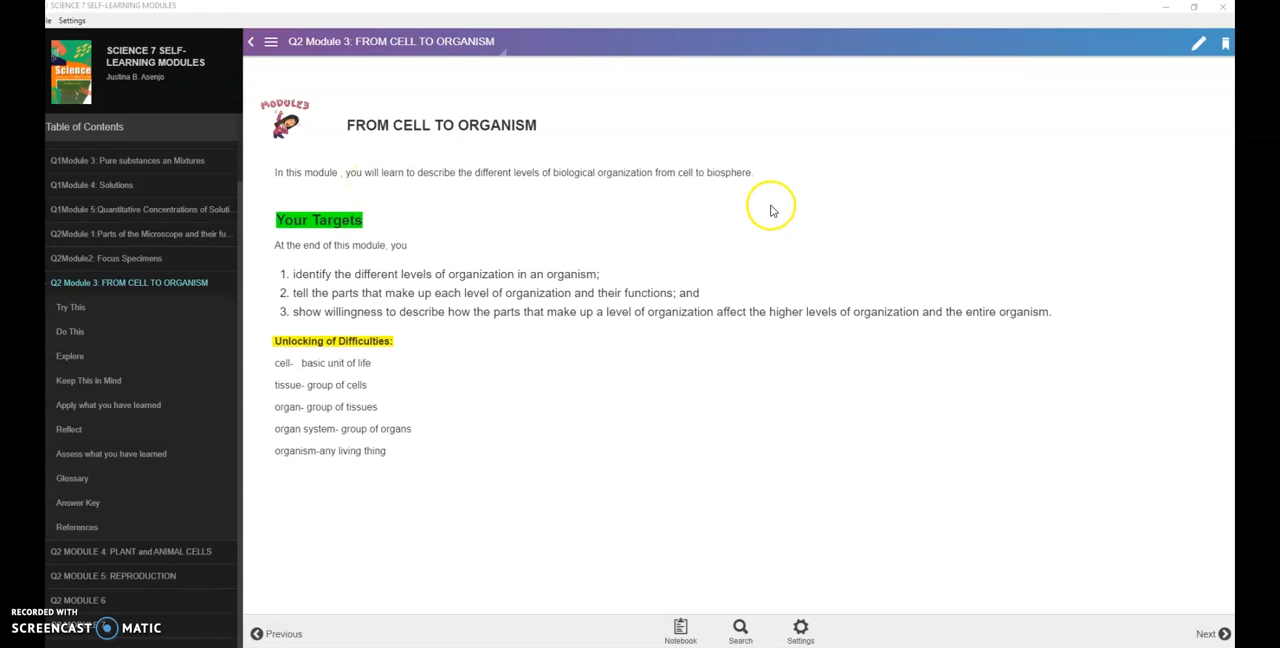 SCIENCE 7 SELF-LEARNING MODULES
le Settings
SCIENCE 7 SELF-
LEARNING MODULES
Justina B. Asenjo
Science
Table of Contents
Q1Module 3: Pure substances an Mixtures
Q1Module 4: Solutions
Q1Module 5:Quantitative Concentrations of Soluti...
Q2Module 1:Parts of the Microscope and their fu...
Q2Module2: Focus Specimens
Q2 Module 3: FROM CELL TO ORGANISM
Try This
Do This
Explore
Keep This in Mind
Apply what you have learned
Reflect
Assess what you have learned
Glossary
Answer Key
References
Q2 MODULE 4: PLANT and ANIMAL CELLS
Q2 MODULE 5: REPRODUCTION
Q2 MODULE 6
RECORDED WITH
SCREENCAST MATIC
Q2 Module 3: FROM CELL TO ORGANISM
MODULE3
FROM CELL TO ORGANISM
In this module , you will learn to describe the different levels of biological organization from cell to biosphere.
Your Targets
At the end of this module, you
1. identify the different levels of organization in an organism;
2. tell the parts that make up each level of organization and their functions; and
3. show willingness to describe how the parts that make up a level of organization affect the higher levels of organization and the entire organism.
Unlocking of Difficulties:
cell- basic unit of life
tissue- group of cells
organ- group of tissues
organ system- group of organs
organism-any living thing
Previous
Notebook
Search
Settings
Next